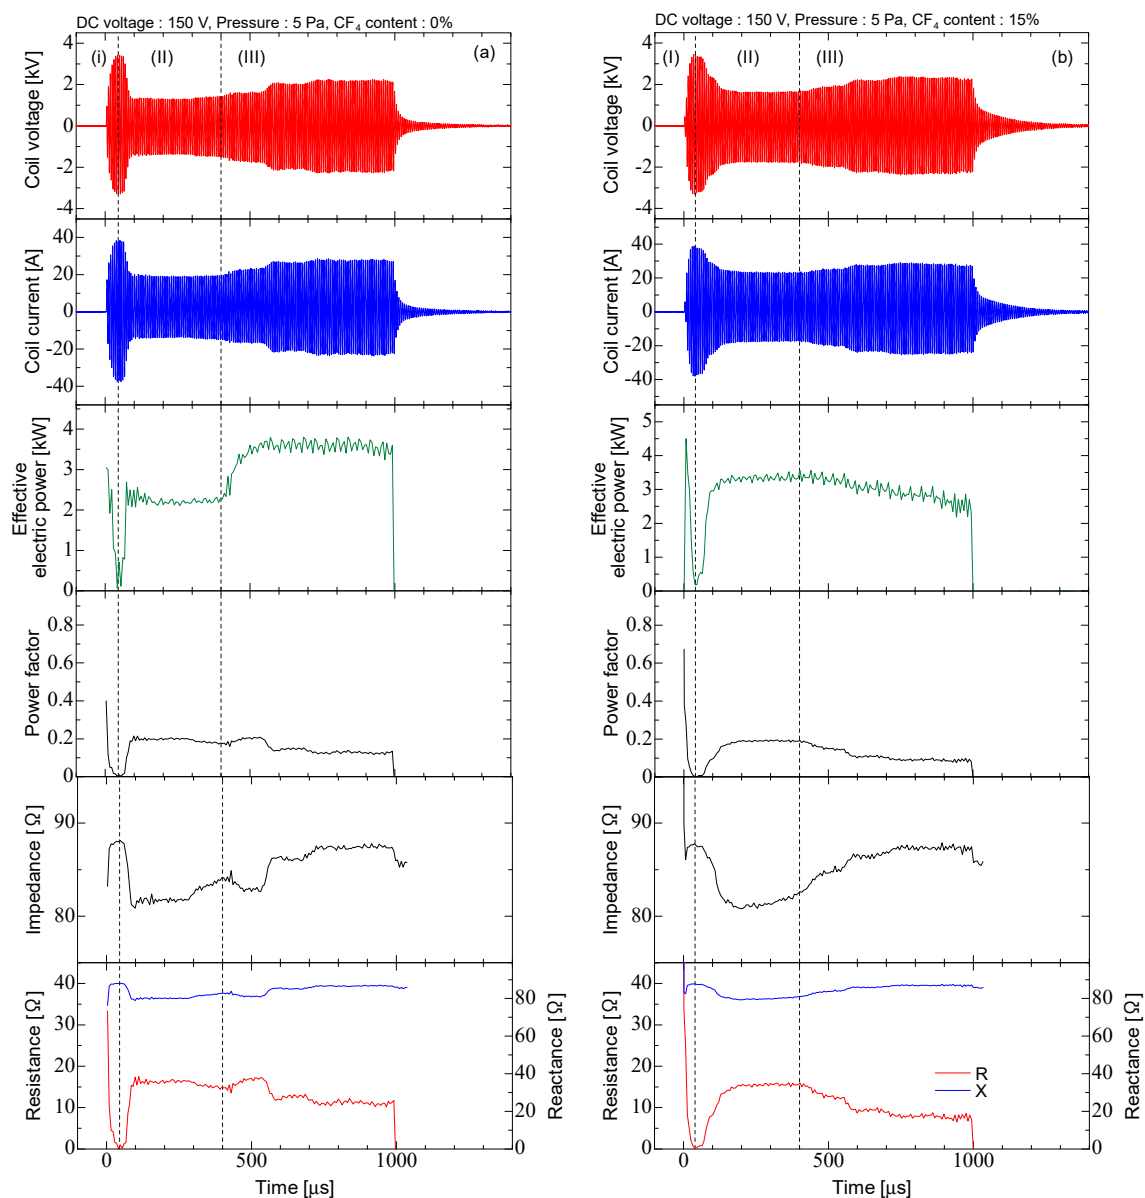 DC voltage : 150 V, Pressure : 5 Pa, CF₄ content : 0%
(i) (II) (III) (a)
Coil voltage [kV]
4
2
0
-2
-4
Coil current [A]
40
20
0
-20
-40
Effective
electric power [kW]
4
3
2
1
0
Power factor
0.8
0.6
0.4
0.2
0
Impedance [Ω]
90
80
Resistance [Ω]
40
30
20
10
0
Reactance [Ω]
80
60
40
20
0
0 500 1000
Time [μs]
DC voltage : 150 V, Pressure : 5 Pa, CF₄ content : 15%
(I) (II) (III) (b)
Coil voltage [kV]
4
2
0
-2
-4
Coil current [A]
40
20
0
-20
-40
Effective
electric power [kW]
5
4
3
2
1
0
Power factor
0.8
0.6
0.4
0.2
0
Impedance [Ω]
90
80
Resistance [Ω]
40
30
20
10
0
R
X
Reactance [Ω]
80
60
40
20
0
0 500 1000
Time [μs]